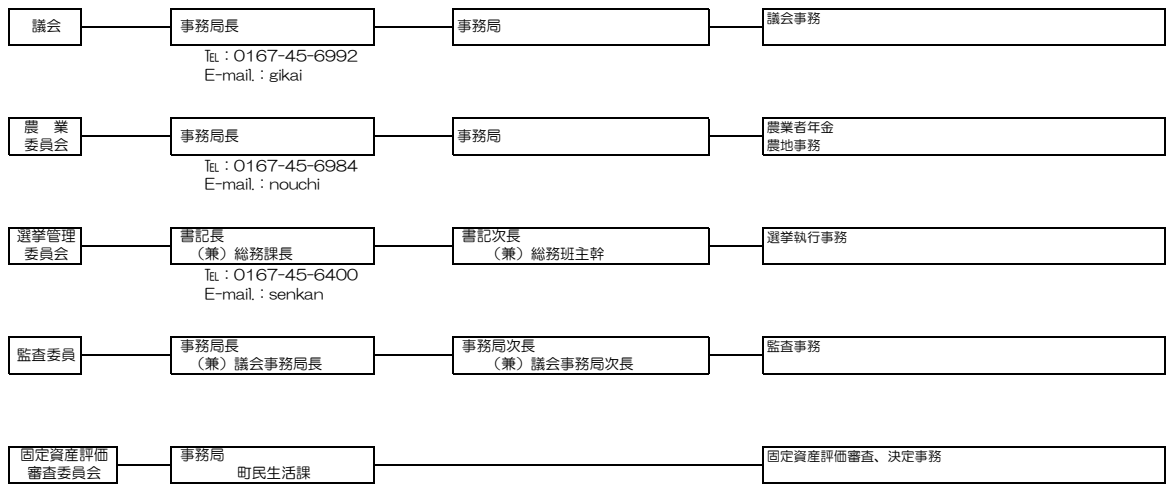 議会
事務局長
事務局
議会事務
℡：0167-45-6992
E-mail.：gikai
農　業
委員会
事務局長
事務局
農業者年金
農地事務
℡：0167-45-6984
E-mail.：nouchi
選挙管理
委員会
書記長
（兼）総務課長
書記次長
（兼）総務班主幹
選挙執行事務
℡：0167-45-6400
E-mail.：senkan
監査委員
事務局長
（兼）議会事務局長
事務局次長
（兼）議会事務局次長
監査事務
固定資産評価
審査委員会
事務局
町民生活課
固定資産評価審査、決定事務